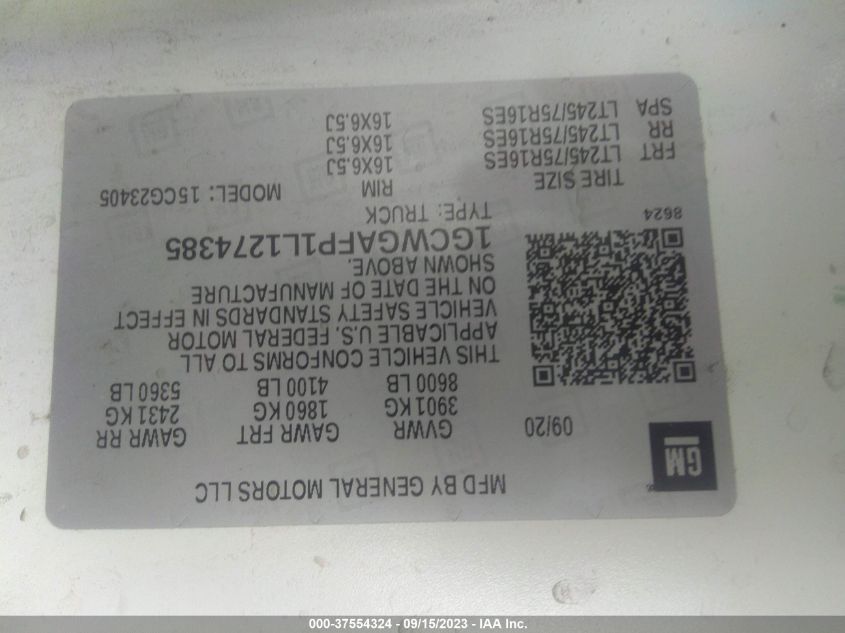 MFD BY GENERAL MOTORS LLC
GM
09/20
GVWR GAWR FRT GAWR RR
3901 KG 1860 KG 2431 KG
8600 LB 4100 LB 5360 LB
THIS VEHICLE CONFORMS TO ALL
APPLICABLE U.S. FEDERAL MOTOR
VEHICLE SAFETY STANDARDS IN EFFECT
ON THE DATE OF MANUFACTURE
SHOWN ABOVE.
1GCWGAFP1L1274385
8624
TYPE: TRUCK
MODEL: 15CG23405
TIRE SIZE RIM
FRT LT245/75R16ES 16X6.5J
RR LT245/75R16ES 16X6.5J
SPA LT245/75R16ES 16X6.5J
000-37554324 - 09/15/2023 - IAA Inc.